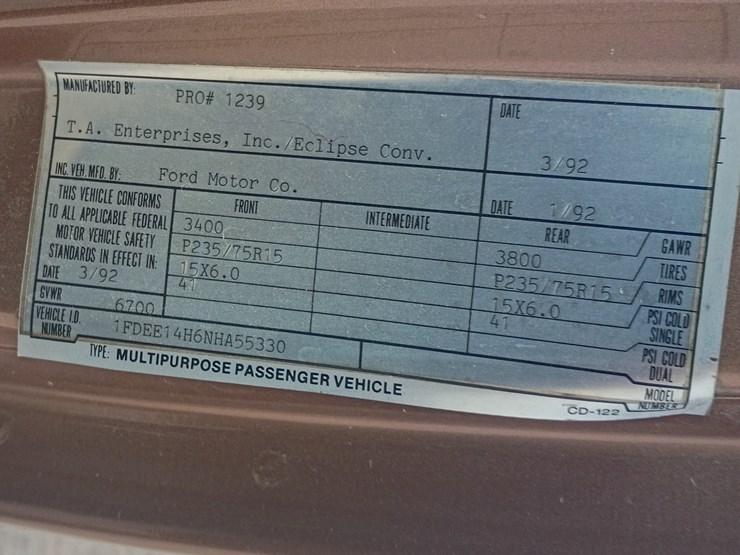 MANUFACTURED BY: PRO# 1239 DATE
T.A. Enterprises, Inc./Eclipse Conv. 3/92
INC. VEH. MFD. BY: Ford Motor Co. DATE 1/92
THIS VEHICLE CONFORMS
TO ALL APPLICABLE FEDERAL
MOTOR VEHICLE SAFETY
STANDARDS IN EFFECT IN:
DATE 3/92
FRONT INTERMEDIATE REAR
3400 3800 GAWR
P235/75R15 P235/75R15 TIRES
15X6.0 15X6.0 RIMS
41 41 PSI COLD
SINGLE
GVWR 6700 PSI COLD
DUAL
VEHICLE I.D.
NUMBER 1FDEE14H6NHA55330 MODEL
NUMBER
TYPE: MULTIPURPOSE PASSENGER VEHICLE
CD-122